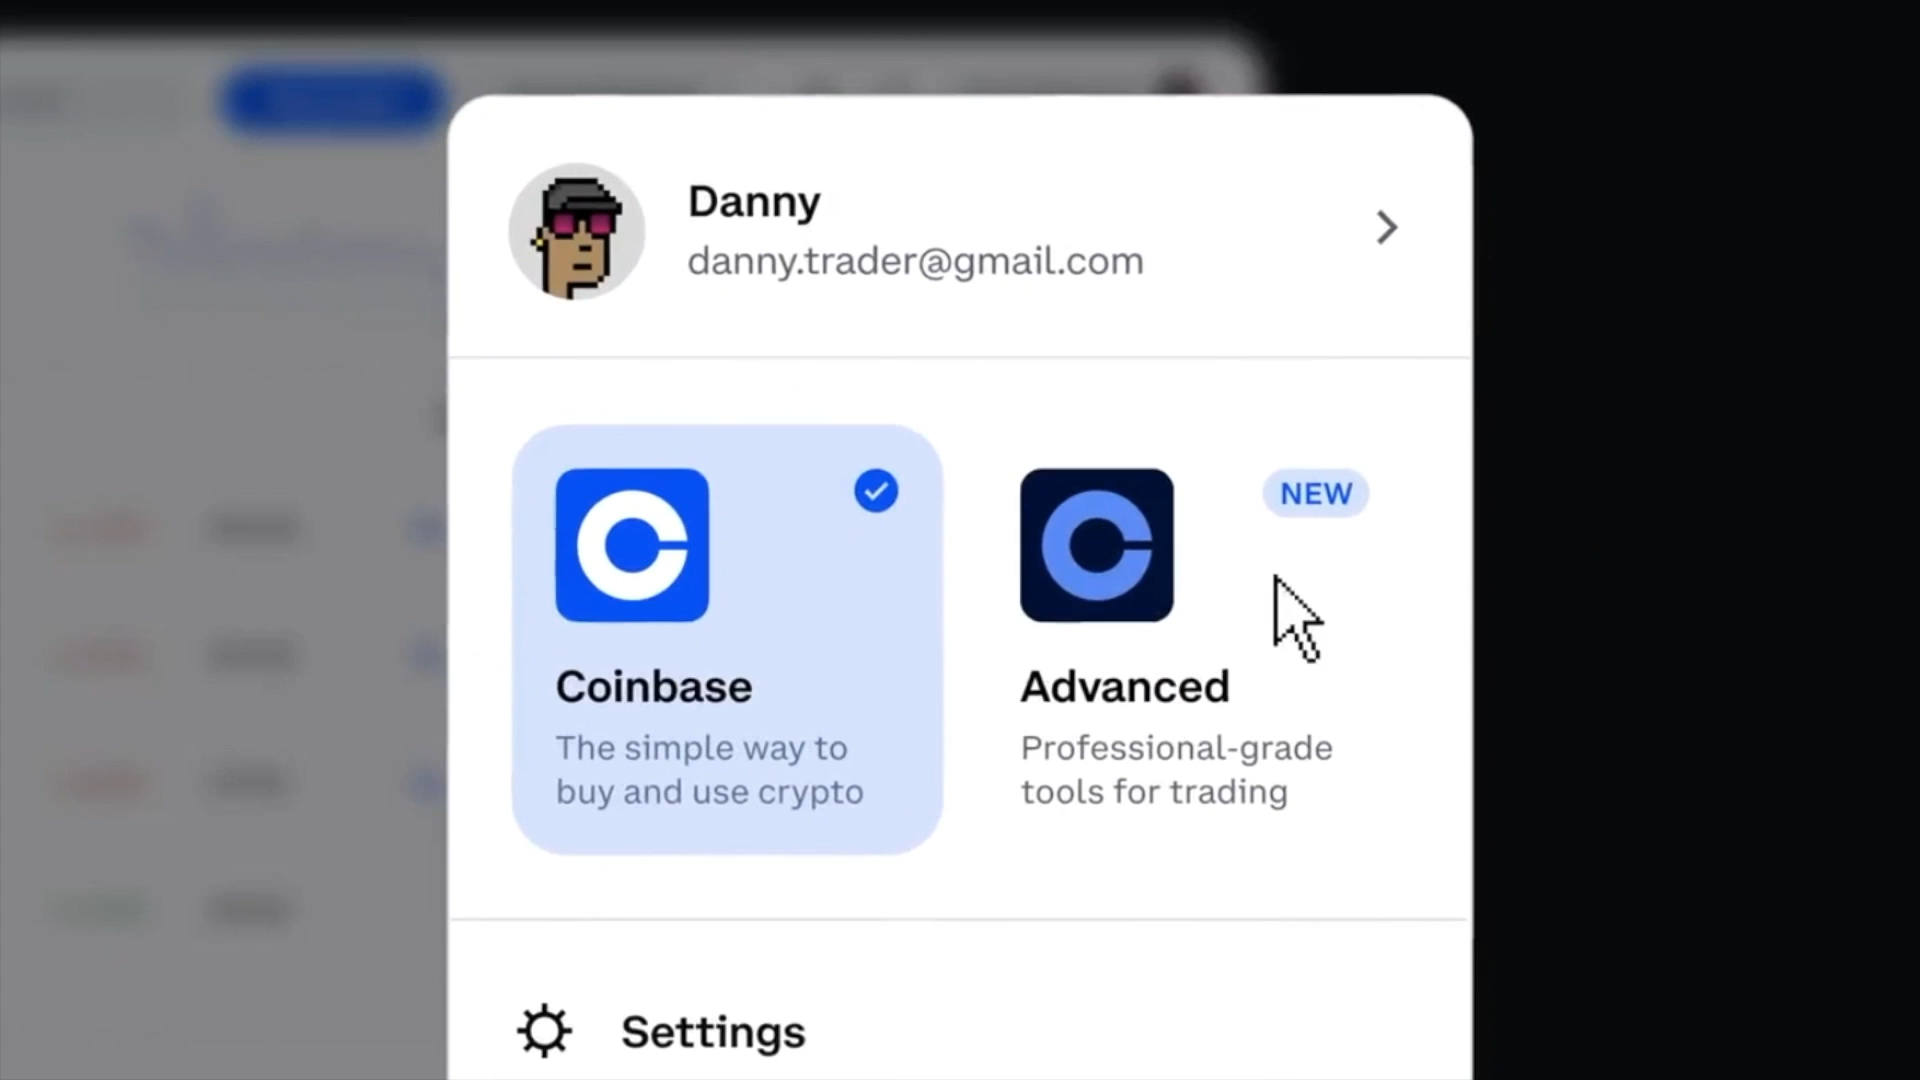 Danny
danny.trader@gmail.com
NEW
Coinbase
Advanced
The simple way to
buy and use crypto
Professional-grade
tools for trading
Settings